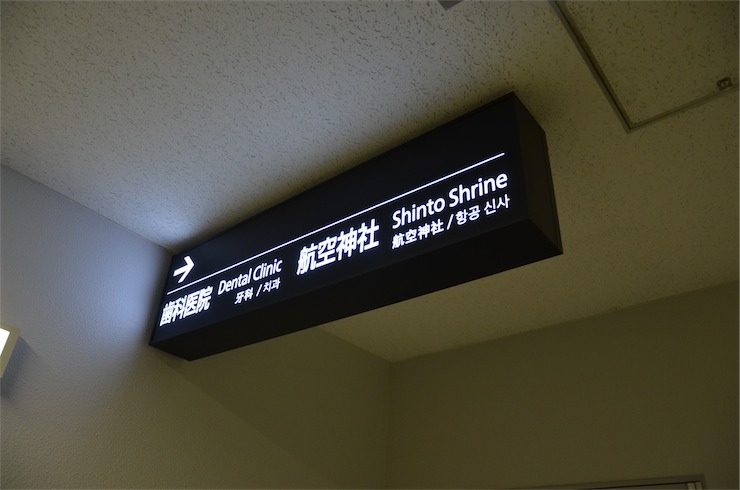 →
歯科医院
Dental Clinic
牙科 / 치과
航空神社
Shinto Shrine
航空神社 / 항공 신사